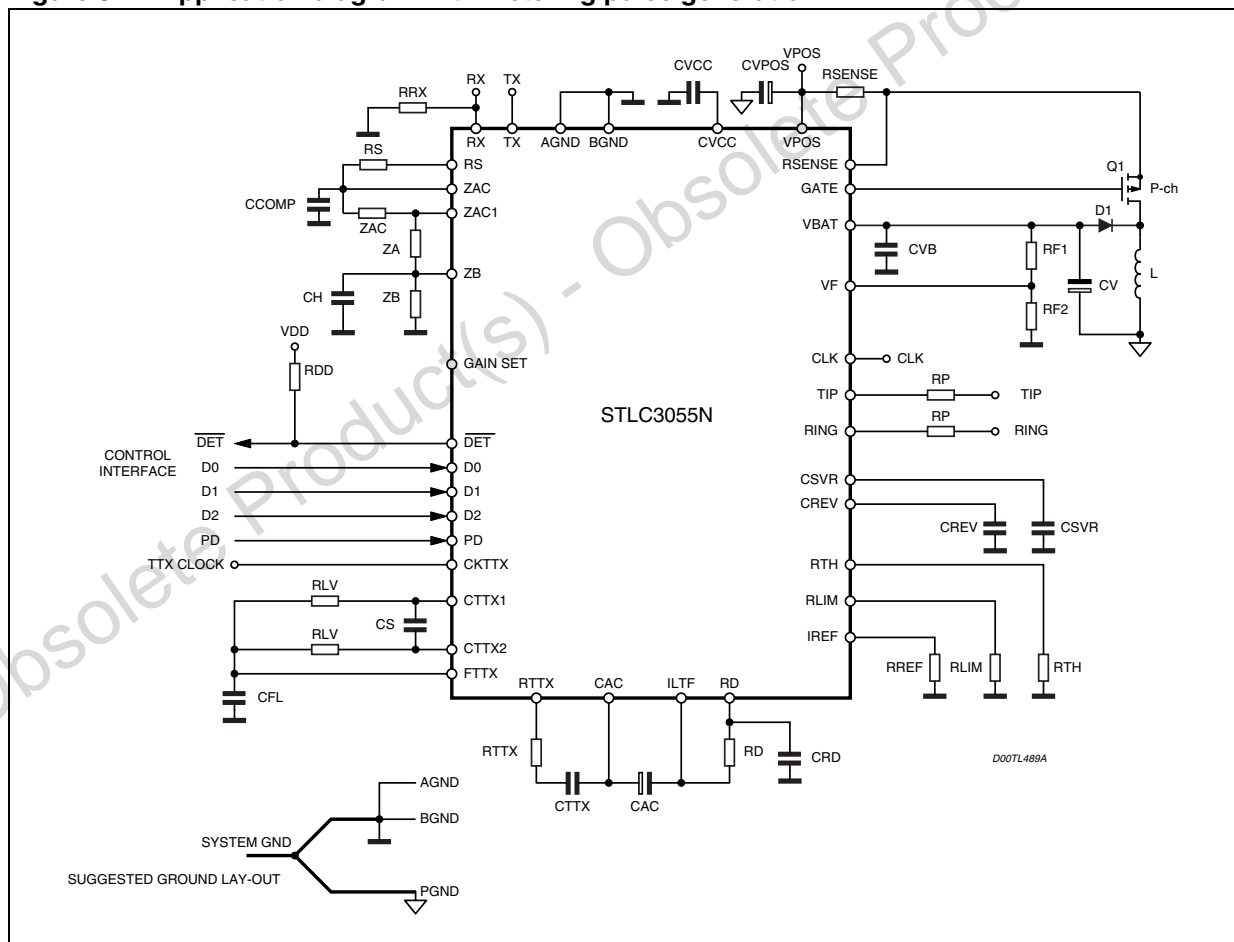 VPOS
RX TX CVCC CVPOS RSENSE
RRX
RX TX AGND BGND CVCC VPOS
RS RS RSENSE
Q1
ZAC GATE P-ch
CCOMP
ZAC1 VBAT D1
ZAC
ZA CVB RF1
ZB L
CH ZB VF CV
RF2
VDD
RDD GAIN SET CLK CLK
TIP RP TIP
STLC3055N
RING RP RING
DET DET
CONTROL INTERFACE
D0 D0
D1 D1
D2 D2
PD PD
CSVR
CREV
CREV CSVR
TTX CLOCK CKTTX
RTH
RLV CTTX1
RLIM
CS
RLV CTTX2
IREF
FTTX
RREF RLIM RTH
CFL
RTTX CAC ILTF RD
RTTX RD CRD
D00TL489A
CTTX CAC
AGND
BGND
SYSTEM GND
SUGGESTED GROUND LAY-OUT
PGND
Obsolete Product(s) - Obsolete Produ